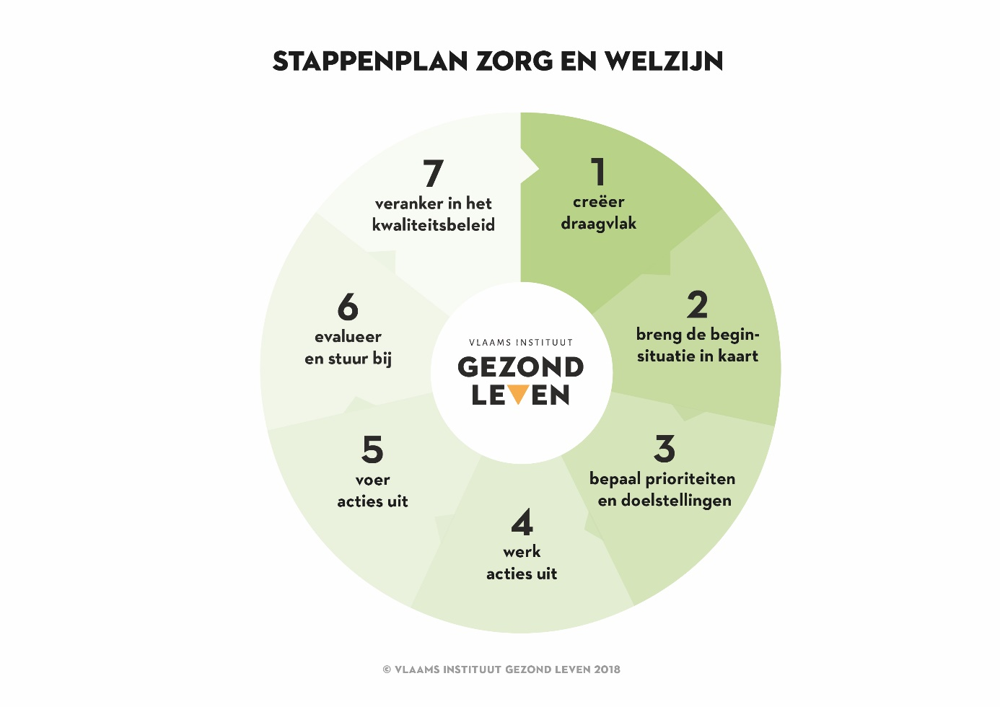 STAPPENPLAN ZORG EN WELZIJN
1
creëer
draagvlak
2
breng de begin-
situatie in kaart
3
bepaal prioriteiten
en doelstellingen
4
werk
acties uit
5
voer
acties uit
6
evalueer
en stuur bij
7
veranker in het
kwaliteitsbeleid
VLAAMS INSTITUUT
GEZOND
LEVEN
© VLAAMS INSTITUUT GEZOND LEVEN 2018